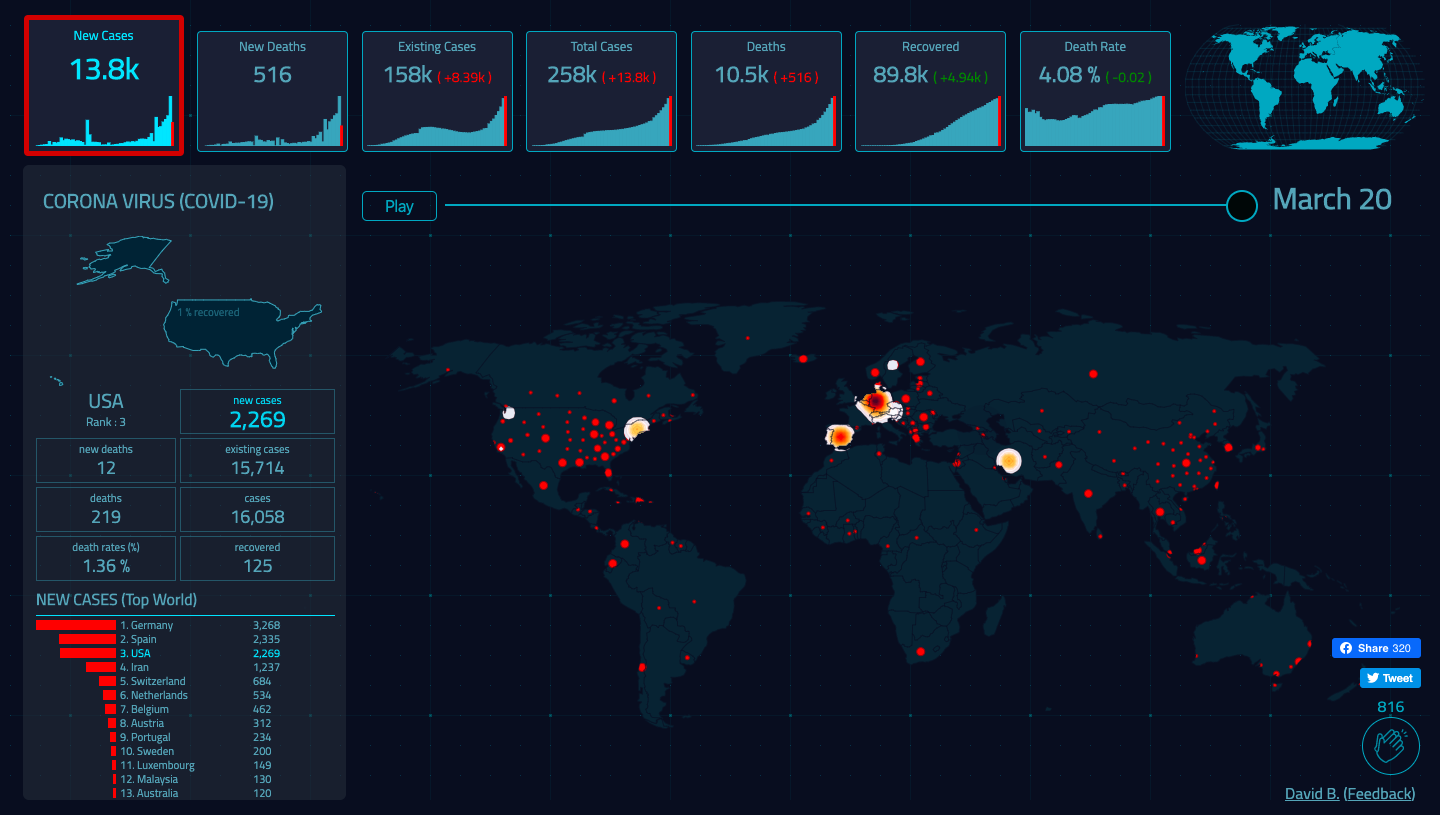 New Cases
13.8k
New Deaths
516
Existing Cases
158k ( +8.39k )
Total Cases
258k ( +13.8k )
Deaths
10.5k ( +516 )
Recovered
89.8k ( +4.94k )
Death Rate
4.08 % ( -0.02 )
CORONA VIRUS (COVID-19)
Play
March 20
1 % recovered
USA
Rank : 3
new cases
2,269
new deaths
12
existing cases
15,714
deaths
219
cases
16,058
death rates (%)
1.36 %
recovered
125
NEW CASES (Top World)
1. Germany 3,268
2. Spain 2,335
3. USA 2,269
4. Iran 1,237
5. Switzerland 684
6. Netherlands 534
7. Belgium 462
8. Austria 312
9. Portugal 234
10. Sweden 200
11. Luxembourg 149
12. Malaysia 130
13. Australia 120
Share 320
Tweet
816
David B. (Feedback)